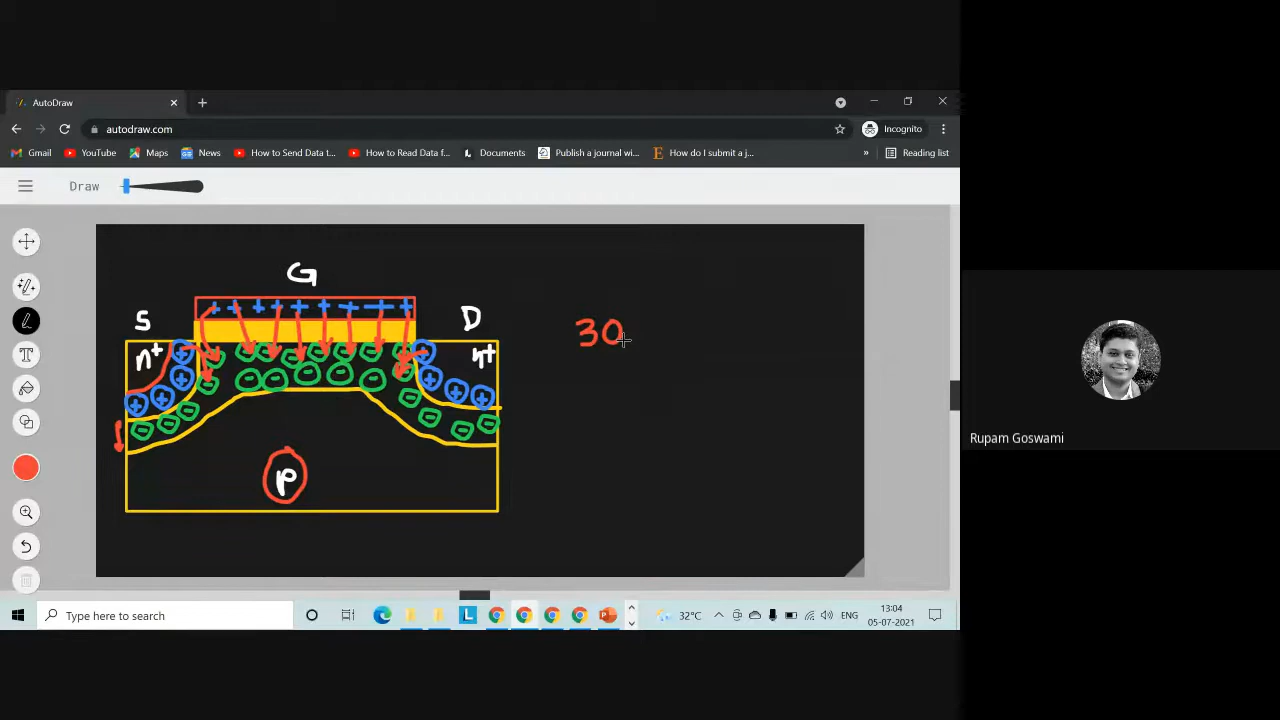 AutoDraw
autodraw.com
Incognito
Gmail YouTube Maps News How to Send Data t... How to Read Data f... Documents Publish a journal wi... How do I submit a j... » Reading list
Draw
G
S
D
n+
n+
30
P
Rupam Goswami
Type here to search
32°C
ENG
13:04
05-07-2021